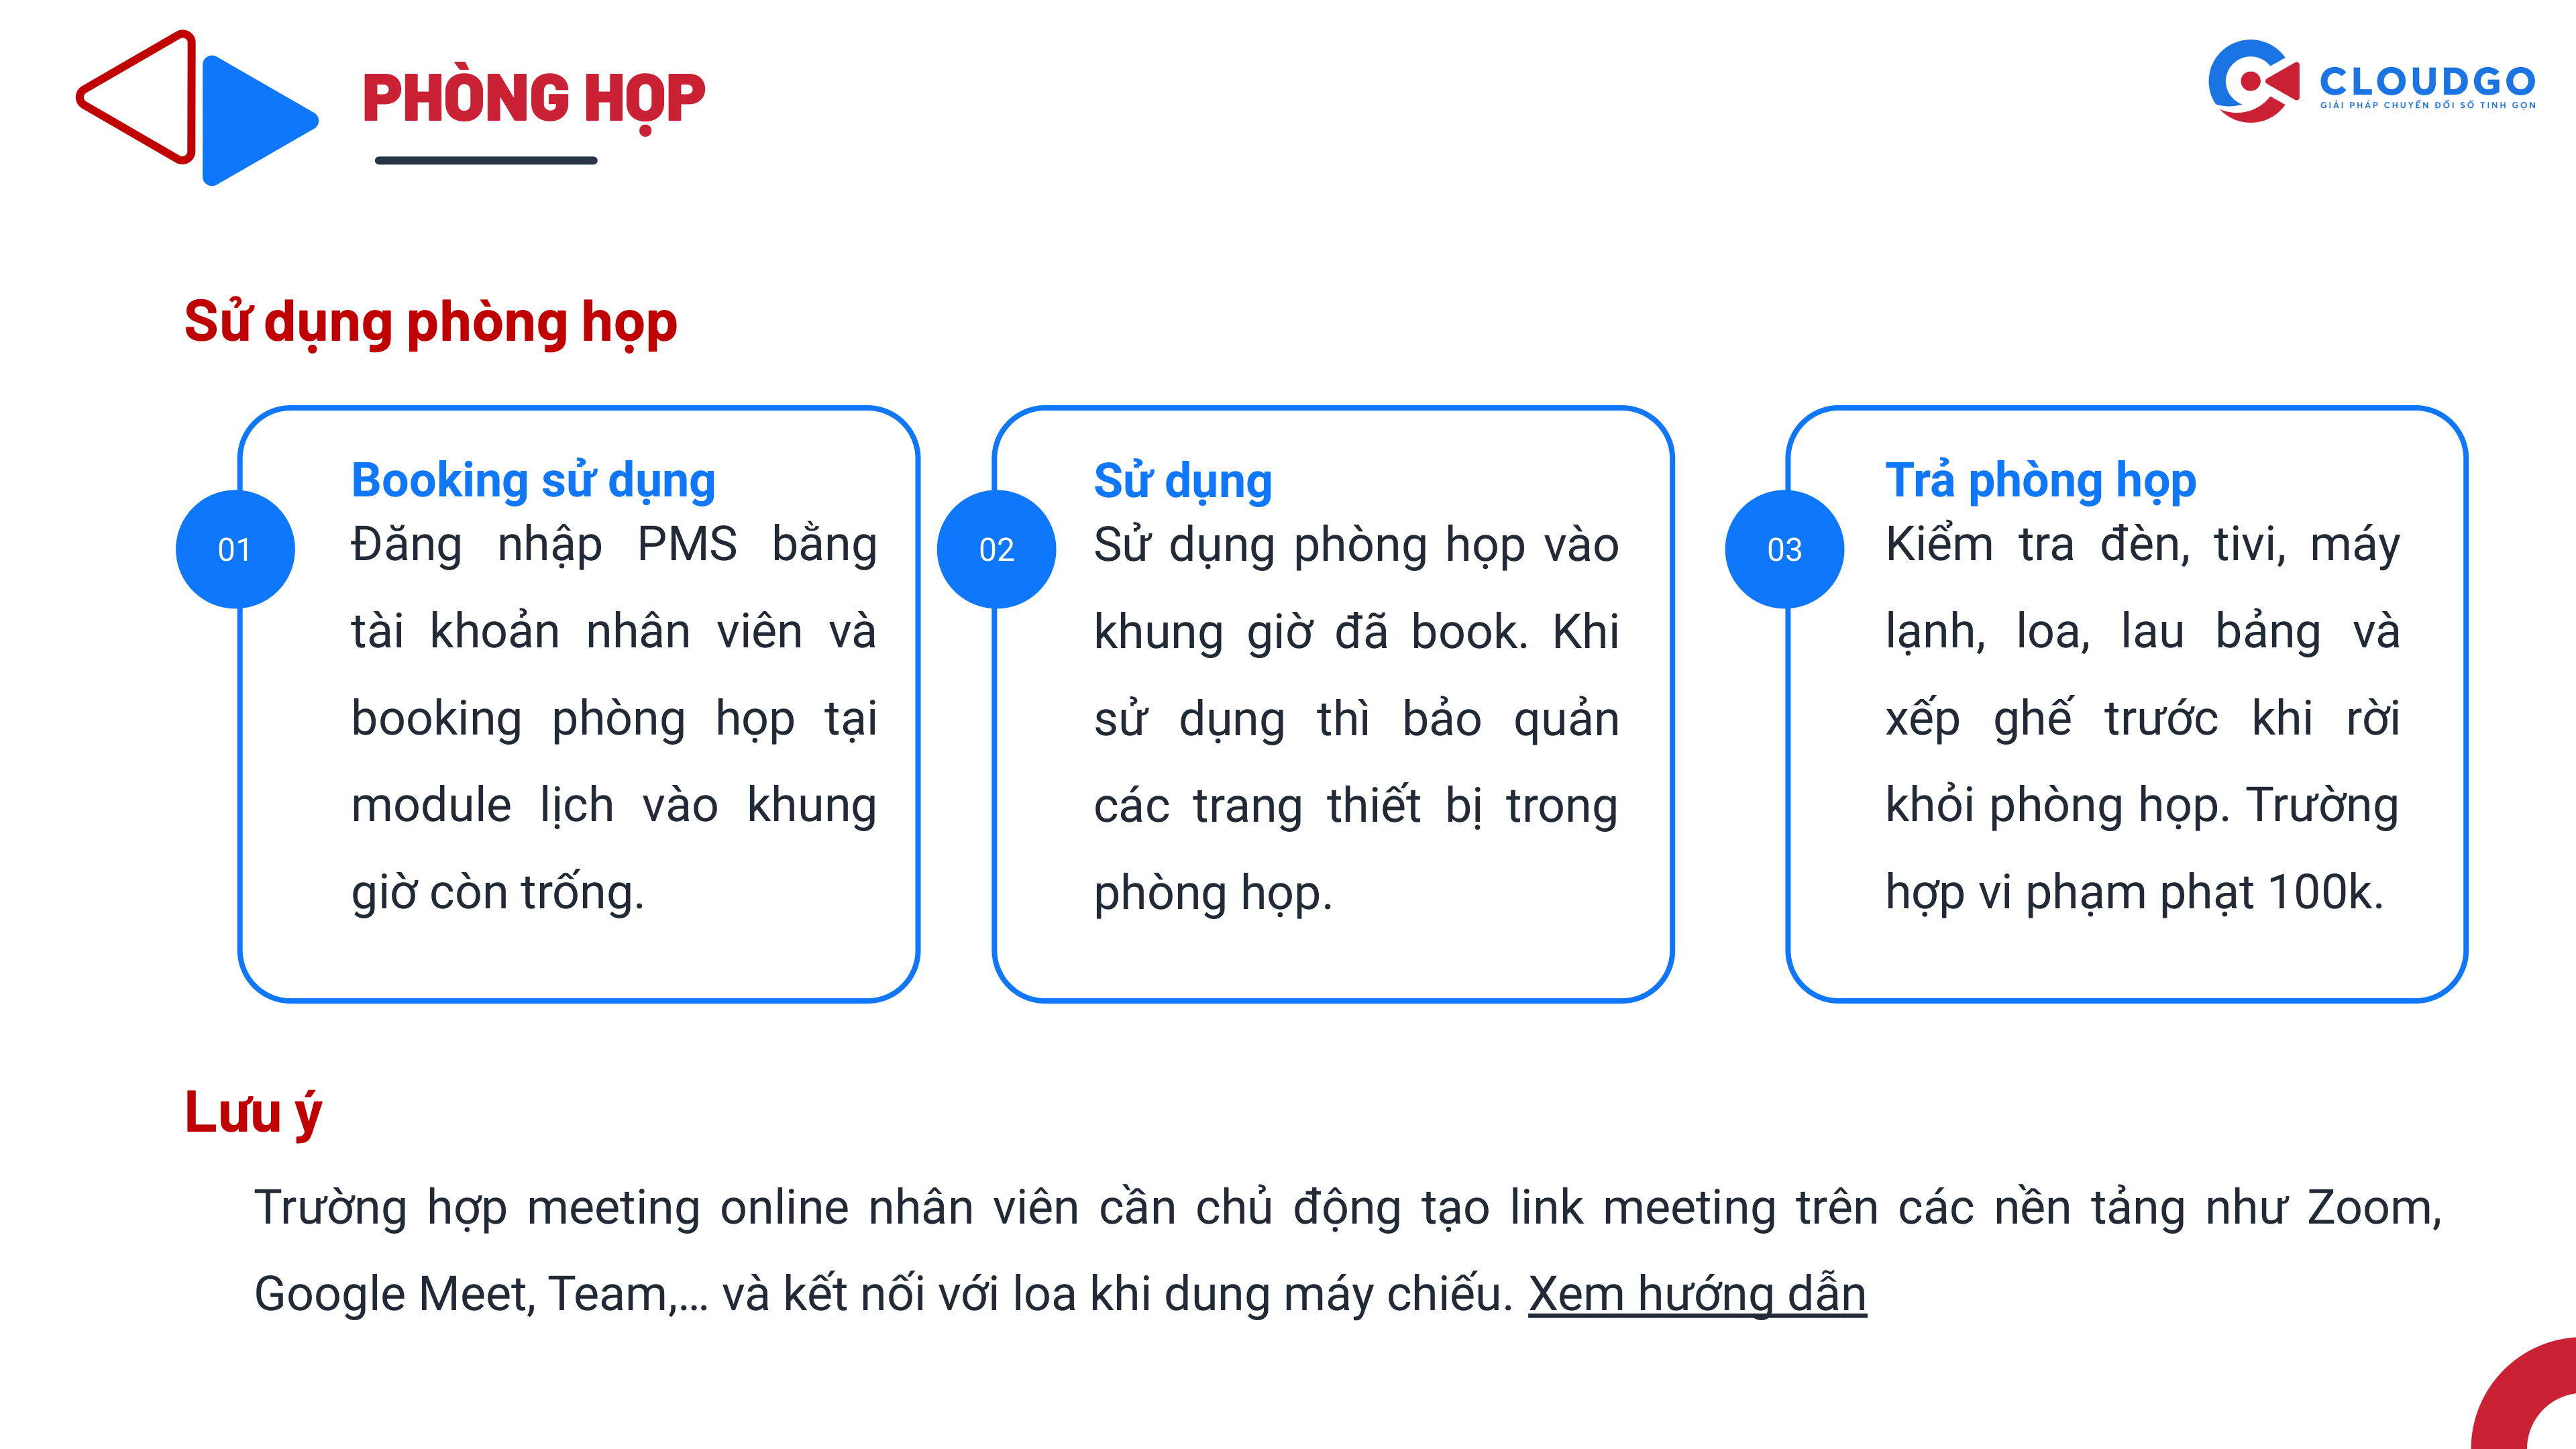 PHÒNG HỌP
CLOUDGO
GIẢI PHÁP CHUYỂN ĐỔI SỐ TINH GỌN
Sử dụng phòng họp
01
Booking sử dụng
Đăng nhập PMS bằng
tài khoản nhân viên và
booking phòng họp tại
module lịch vào khung
giờ còn trống.
02
Sử dụng
Sử dụng phòng họp vào
khung giờ đã book. Khi
sử dụng thì bảo quản
các trang thiết bị trong
phòng họp.
03
Trả phòng họp
Kiểm tra đèn, tivi, máy
lạnh, loa, lau bảng và
xếp ghế trước khi rời
khỏi phòng họp. Trường
hợp vi phạm phạt 100k.
Lưu ý
Trường hợp meeting online nhân viên cần chủ động tạo link meeting trên các nền tảng như Zoom,
Google Meet, Team,... và kết nối với loa khi dung máy chiếu. Xem hướng dẫn